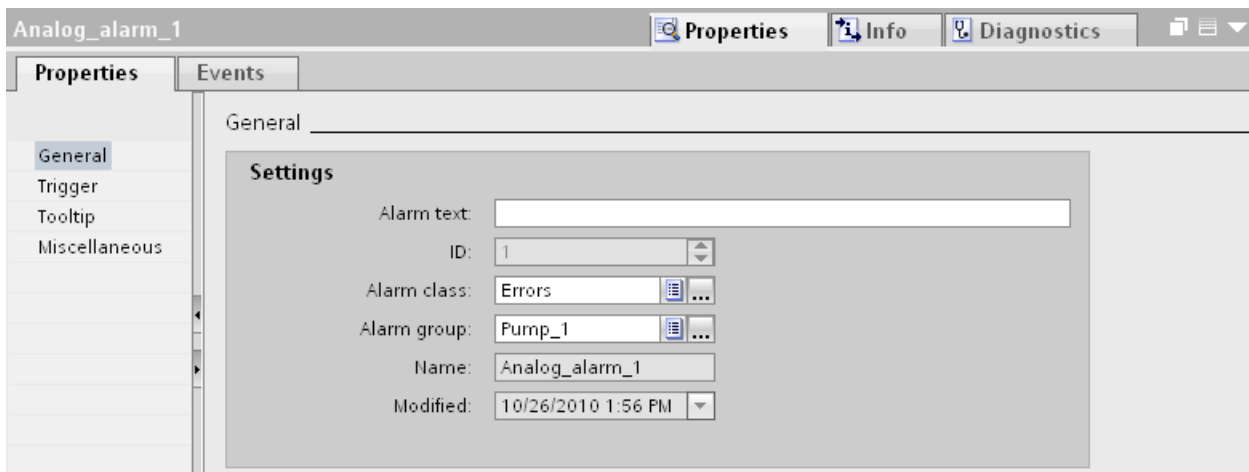 Analog_alarm_1
Properties
Info
Diagnostics
Properties
Events
General
Trigger
Tooltip
Miscellaneous
General
Settings
Alarm text:
ID: 1
Alarm class: Errors ...
Alarm group: Pump_1 ...
Name: Analog_alarm_1
Modified: 10/26/2010 1:56 PM